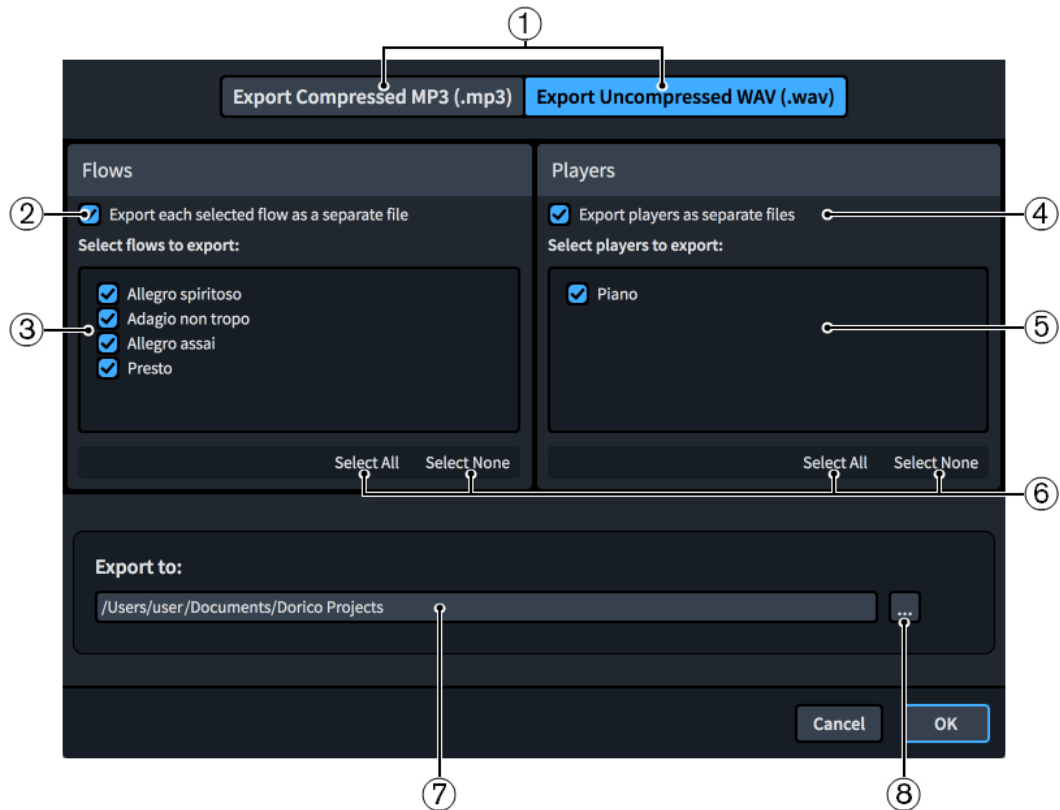 ①
Export Compressed MP3 (.mp3) Export Uncompressed WAV (.wav)
Flows Players
② Export each selected flow as a separate file Export players as separate files ④
Select flows to export: Select players to export:
Allegro spiritoso Piano
Adagio non tropo
③ Allegro assai ⑤
Presto
Select All Select None Select All Select None
⑥
Export to:
/Users/user/Documents/Dorico Projects ...
Cancel OK
⑦ ⑧